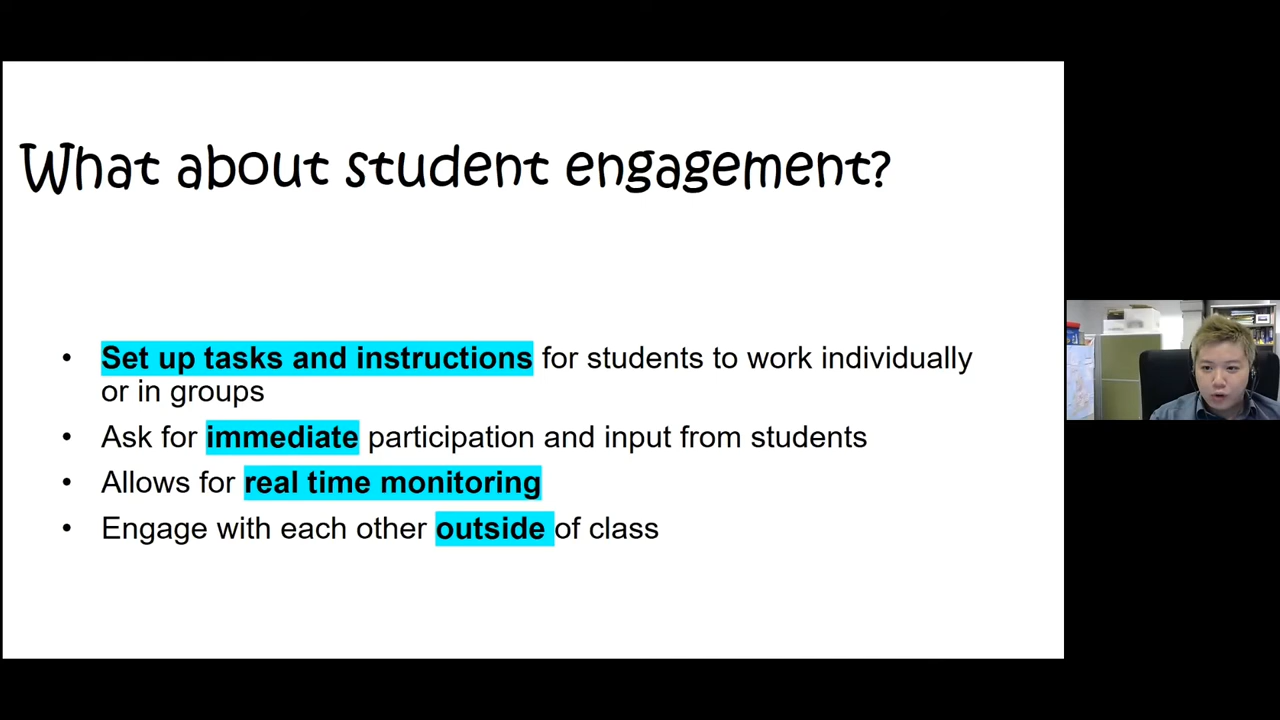 What about student engagement?
• Set up tasks and instructions for students to work individually
or in groups
• Ask for immediate participation and input from students
• Allows for real time monitoring
• Engage with each other outside of class